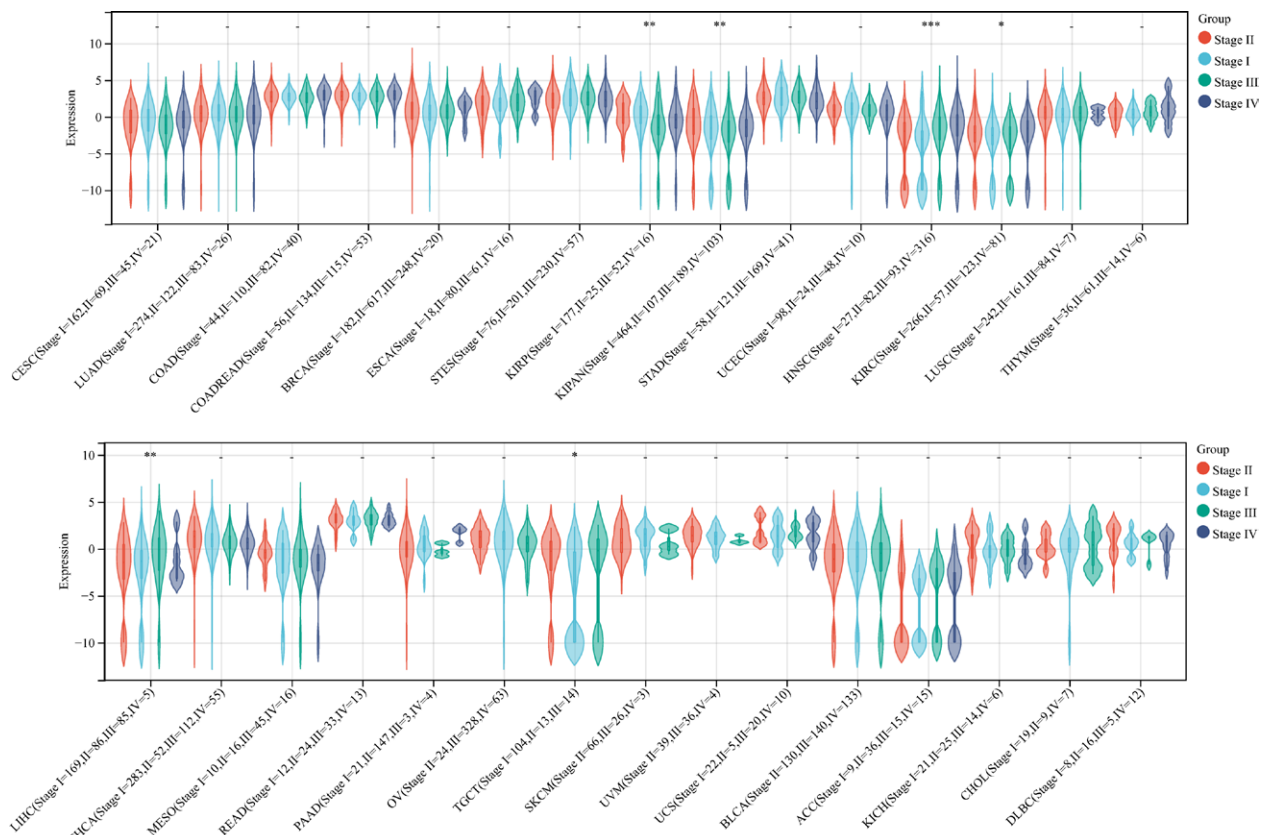 Group
Stage II
Stage I
Stage III
Stage IV
- - - - - - - ** ** - - *** * - -
10
5
0
−5
−10
Expression
CESC(Stage I=162,II=69,III=45,IV=21)
LUAD(Stage I=274,II=122,III=83,IV=26)
COAD(Stage I=44,II=110,III=82,IV=40)
COADREAD(Stage I=56,II=134,III=115,IV=53)
BRCA(Stage I=182,II=617,III=248,IV=20)
ESCA(Stage I=18,II=80,III=61,IV=16)
STES(Stage I=76,II=201,III=230,IV=57)
KIRP(Stage I=177,II=25,III=52,IV=16)
KIPAN(Stage I=464,II=107,III=189,IV=103)
STAD(Stage I=58,II=121,III=169,IV=41)
UCEC(Stage I=98,II=24,III=48,IV=10)
HNSC(Stage I=27,II=82,III=93,IV=316)
KIRC(Stage I=266,II=57,III=123,IV=81)
LUSC(Stage I=242,II=161,III=84,IV=7)
THYM(Stage I=36,II=61,III=14,IV=6)
Group
Stage II
Stage I
Stage III
Stage IV
** - - - - - * - - - - - - - -
10
5
0
−5
−10
Expression
LIHC(Stage I=169,II=86,III=85,IV=5)
HCA(Stage I=283,II=52,III=112,IV=55)
MESO(Stage I=10,II=16,III=45,IV=16)
READ(Stage I=12,II=24,III=33,IV=13)
PAAD(Stage I=21,II=147,III=3,IV=4)
OV(Stage II=24,III=328,IV=63)
TGCT(Stage I=104,II=13,III=14)
SKCM(Stage II=66,III=26,IV=3)
UVM(Stage II=39,III=36,IV=4)
UCS(Stage I=22,II=5,III=20,IV=10)
BLCA(Stage II=130,III=140,IV=133)
ACC(Stage I=9,II=36,III=15,IV=15)
KICH(Stage I=21,II=25,III=14,IV=6)
CHOL(Stage I=19,II=9,IV=7)
DLBC(Stage I=8,II=16,III=5,IV=12)